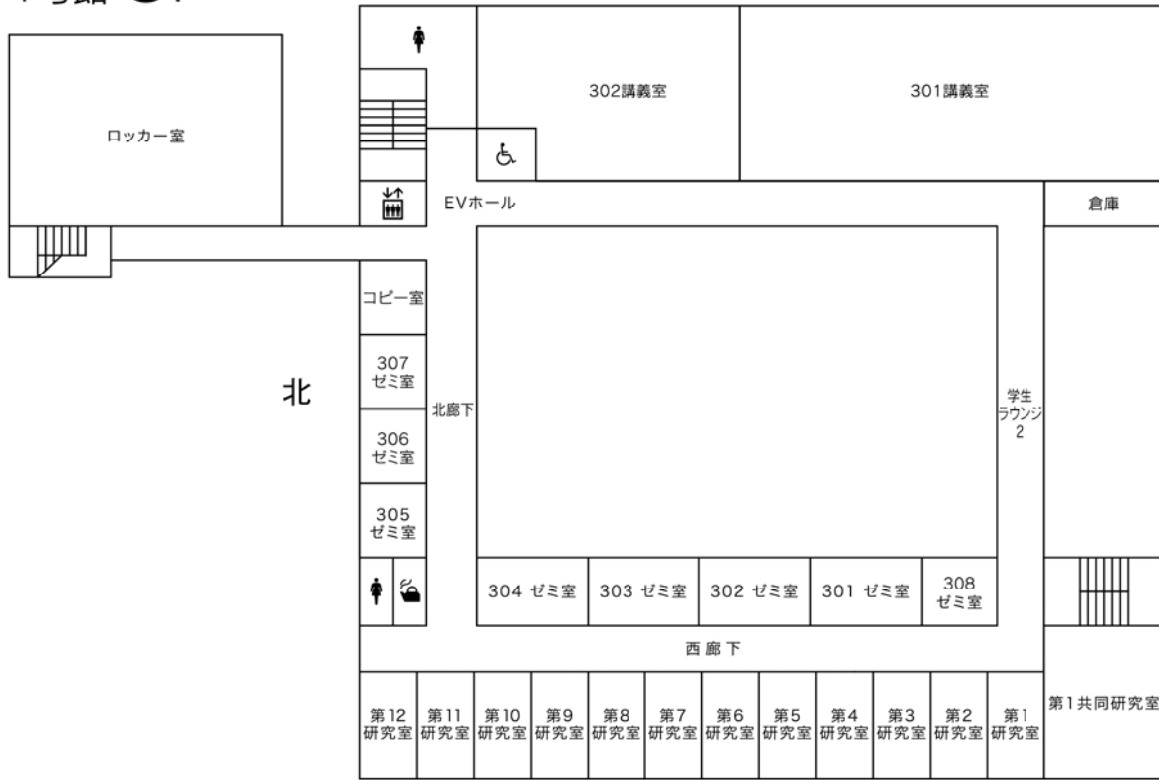 302講義室
301講義室
ロッカー室
EVホール
倉庫
コピー室
307
ゼミ室
北
北廊下
学生
ラウンジ
2
306
ゼミ室
305
ゼミ室
304 ゼミ室
303 ゼミ室
302 ゼミ室
301 ゼミ室
308
ゼミ室
西廊下
第12
研究室
第11
研究室
第10
研究室
第9
研究室
第8
研究室
第7
研究室
第6
研究室
第5
研究室
第4
研究室
第3
研究室
第2
研究室
第1
研究室
第1共同研究室